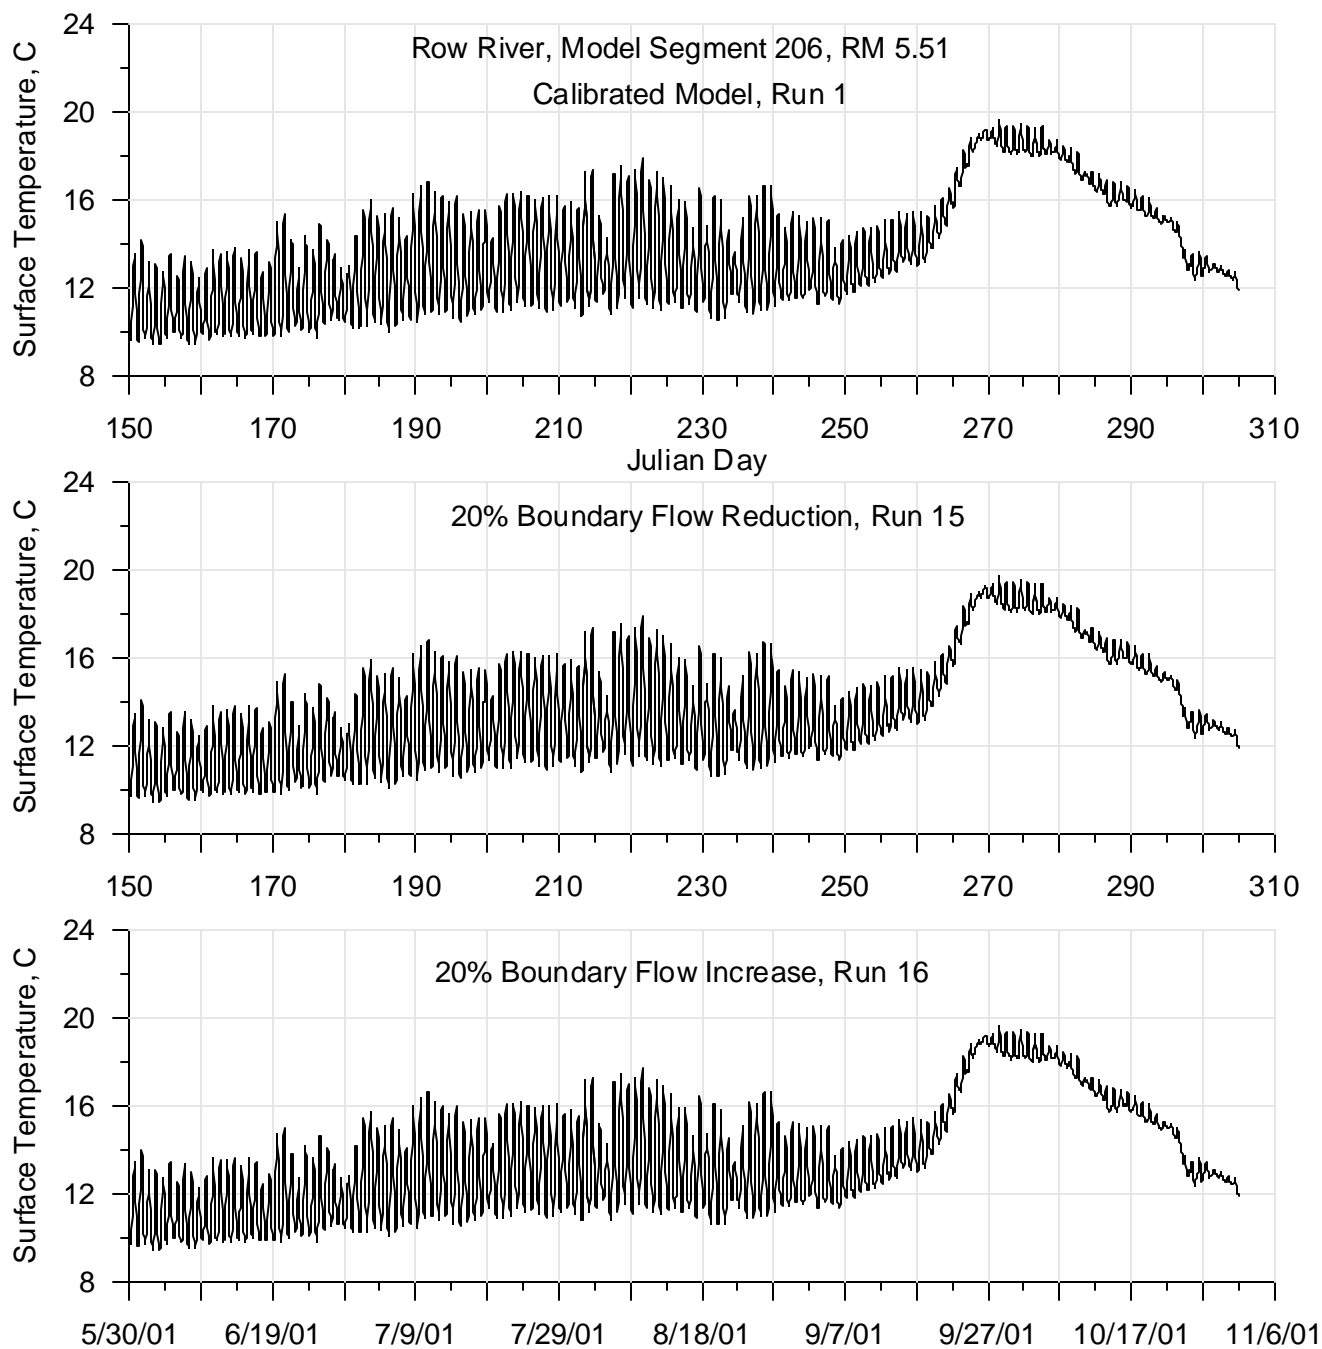 Row River, Model Segment 206, RM 5.51
Calibrated Model, Run 1
Surface Temperature, C
24
20
16
12
8
150 170 190 210 230 250 270 290 310
Julian Day
20% Boundary Flow Reduction, Run 15
Surface Temperature, C
24
20
16
12
8
150 170 190 210 230 250 270 290 310
20% Boundary Flow Increase, Run 16
Surface Temperature, C
24
20
16
12
8
5/30/01 6/19/01 7/9/01 7/29/01 8/18/01 9/7/01 9/27/01 10/17/01 11/6/01